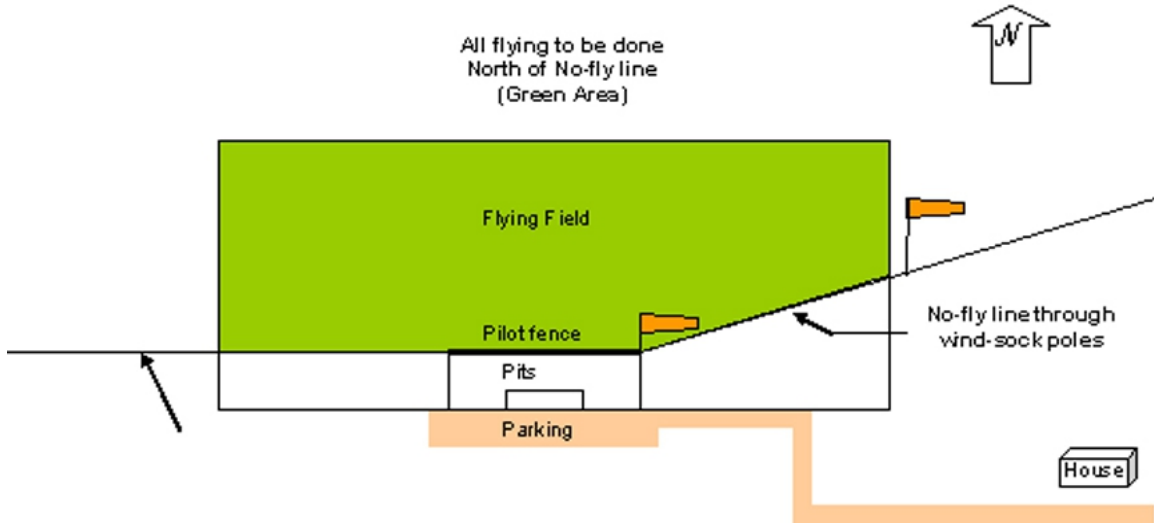 All flying to be done
North of No-fly line
(Green Area)
N
Flying Field
Pilot fence
No-fly line through
wind-sock poles
Pits
Parking
House